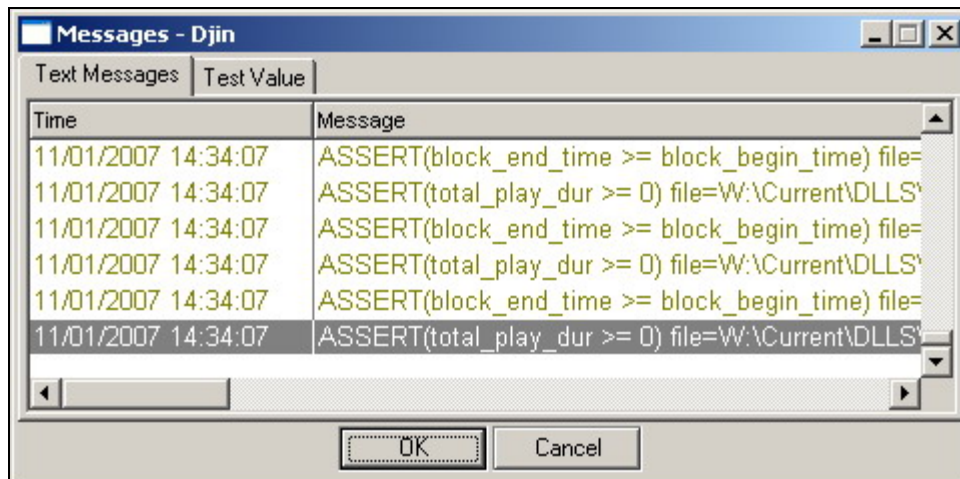 Messages - Djin
Text Messages Test Value
Time Message
11/01/2007 14:34:07 ASSERT(block_end_time >= block_begin_time) file=
11/01/2007 14:34:07 ASSERT(total_play_dur >= 0) file=W:\Current\DLLS\
11/01/2007 14:34:07 ASSERT(block_end_time >= block_begin_time) file=
11/01/2007 14:34:07 ASSERT(total_play_dur >= 0) file=W:\Current\DLLS\
11/01/2007 14:34:07 ASSERT(block_end_time >= block_begin_time) file=
11/01/2007 14:34:07 ASSERT(total_play_dur >= 0) file=W:\Current\DLLS\
OK Cancel